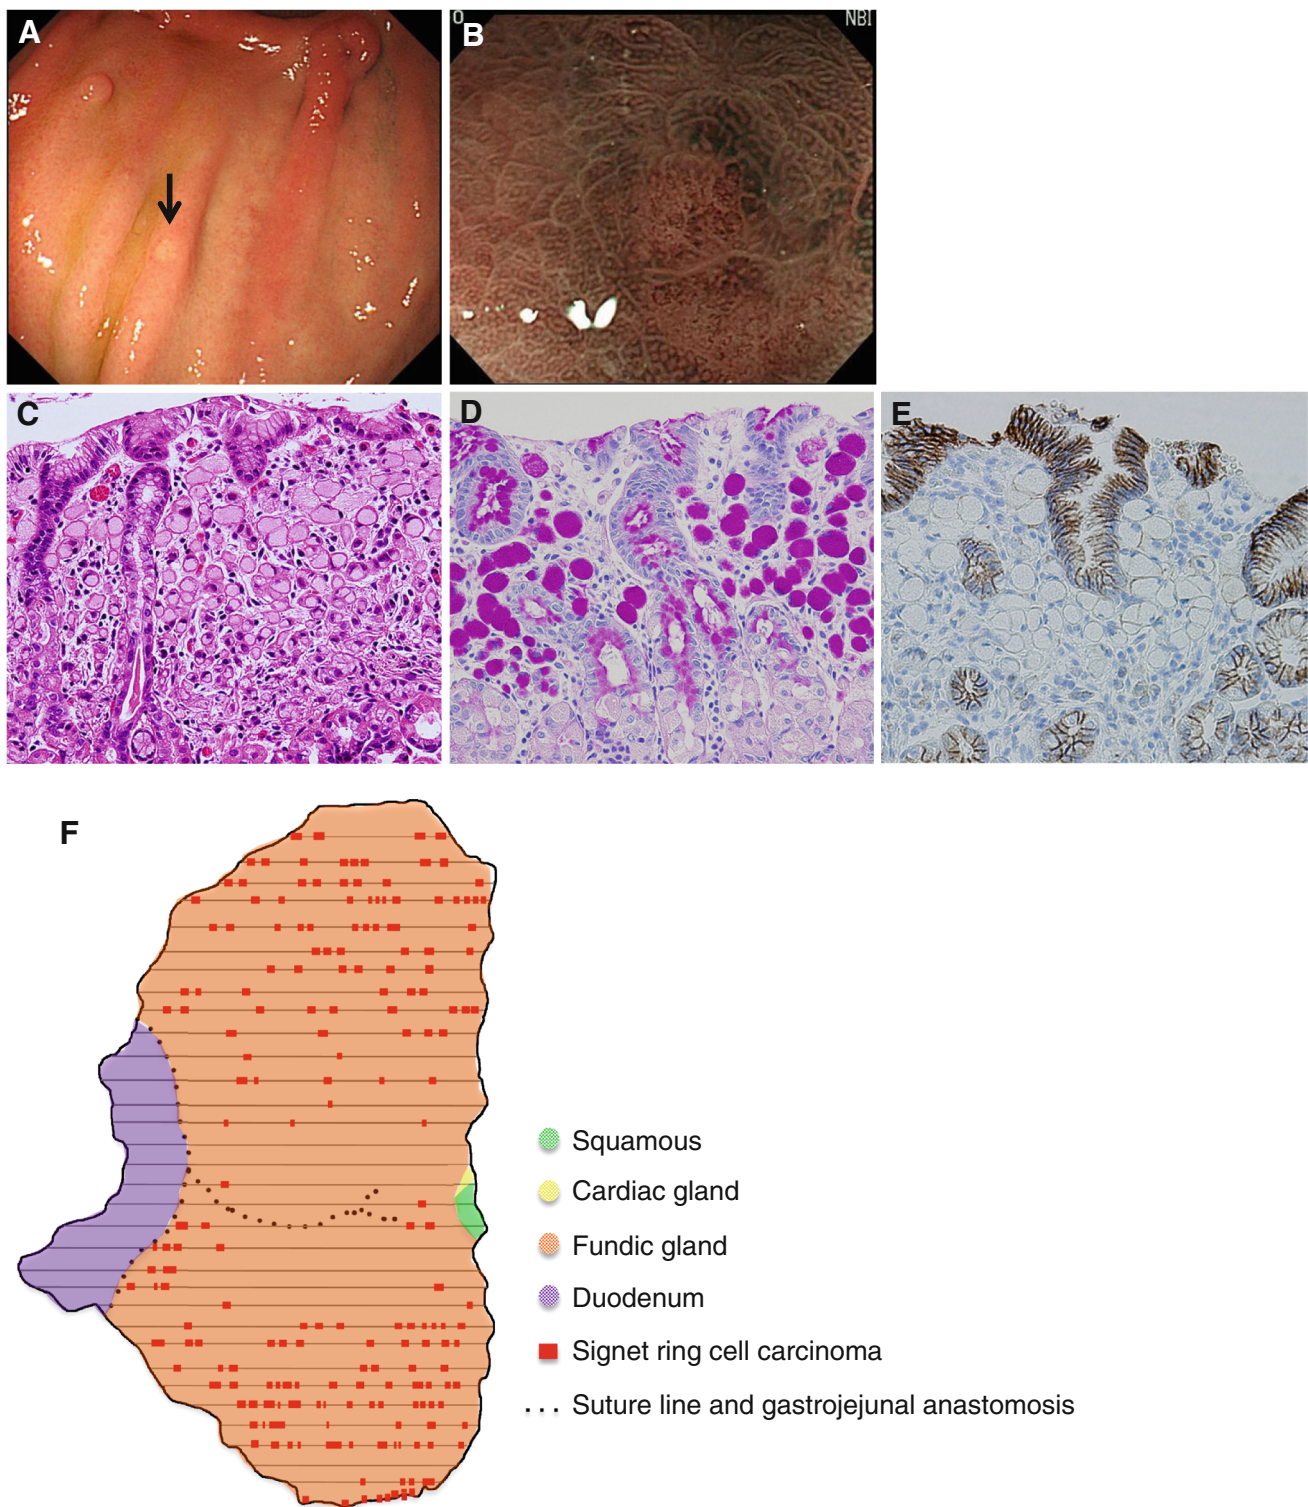 A
B
O
NBI
C
D
E
F
Squamous
Cardiac gland
Fundic gland
Duodenum
Signet ring cell carcinoma
... Suture line and gastrojejunal anastomosis